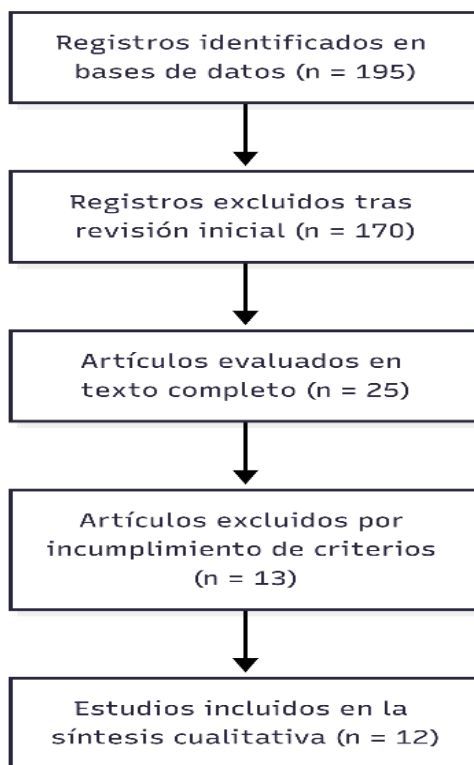 Registros identificados en
bases de datos (n = 195)
Registros excluidos tras
revisión inicial (n = 170)
Artículos evaluados en
texto completo (n = 25)
Artículos excluidos por
incumplimiento de criterios
(n = 13)
Estudios incluidos en la
síntesis cualitativa (n = 12)